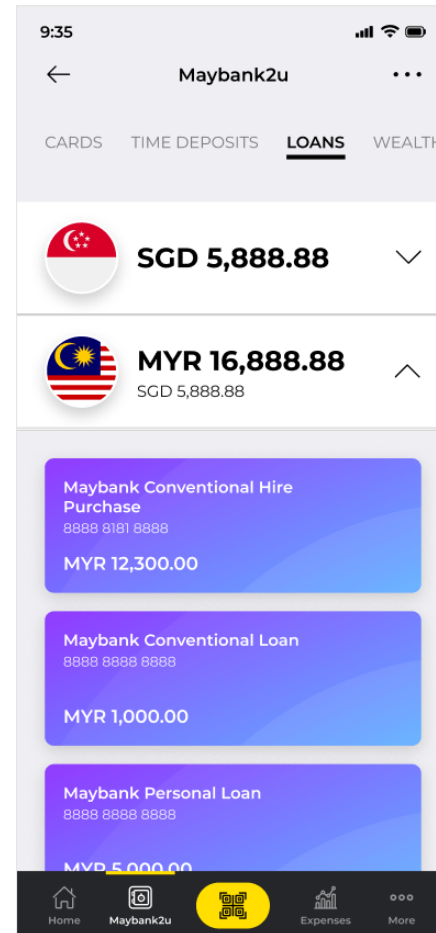 9:35
Maybank2u
CARDS TIME DEPOSITS LOANS WEALTH
SGD 5,888.88
MYR 16,888.88
SGD 5,888.88
Maybank Conventional Hire
Purchase
8888 8181 8888
MYR 12,300.00
Maybank Conventional Loan
8888 8888 8888
MYR 1,000.00
Maybank Personal Loan
8888 8888 8888
MYR 5,000.00
Home Maybank2u Expenses More